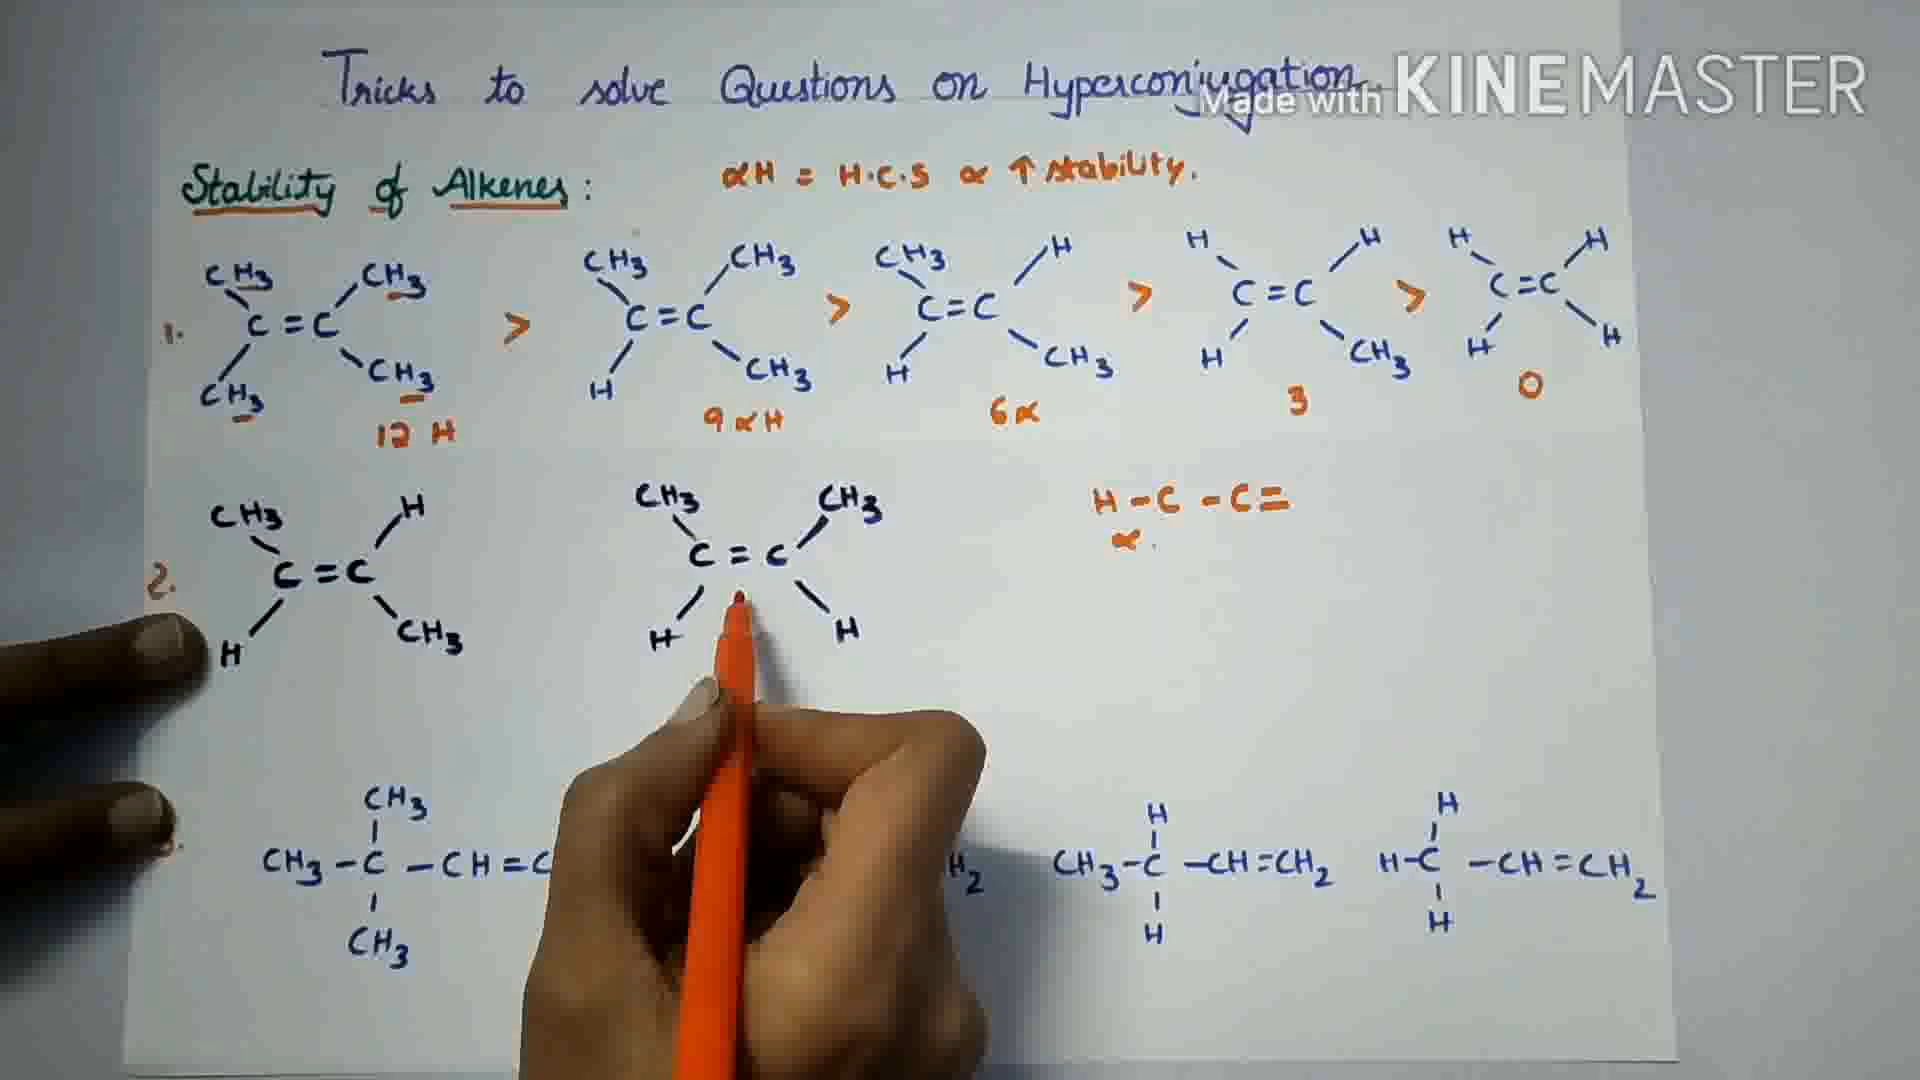 Tricks to solve Questions on Hyperconjugation.
Made with KINEMASTER
Stability of Alkenes:
αH = H.C.S α ↑ stability.
1.
CH3 CH3 C=C CH3 CH3
12 H
>
CH3 CH3 C=C H CH3
9αH
>
CH3 H C=C H CH3
6α
>
H H C=C H CH3
3
>
H H C=C H H
0
2.
CH3 H C=C H CH3
CH3 CH3 C=C H H
H-C-C=
α.
CH3
CH3-C-CH=C
CH3
H2
H
CH3-C-CH=CH2
H
H
H-C-CH=CH2
H